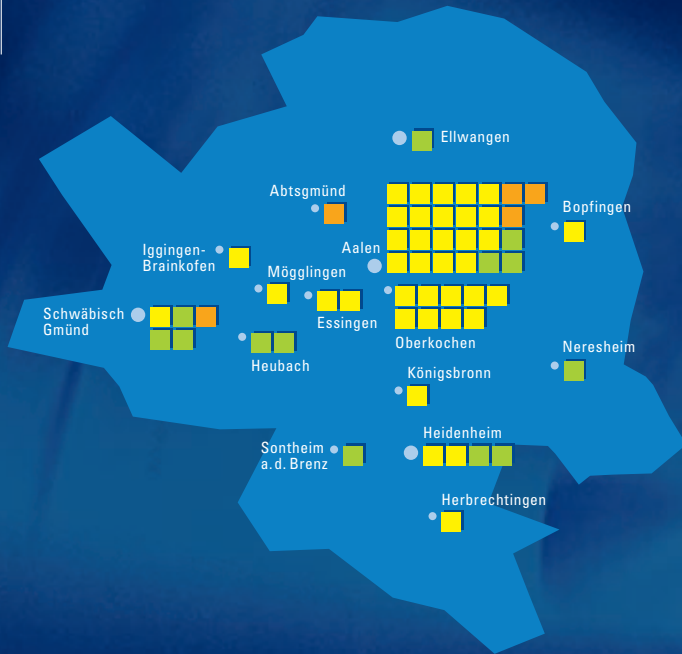 Ellwangen
Abtsgmünd
Bopfingen
Aalen
Iggingen-
Brainkofen
Mögglingen
Essingen
Schwäbisch
Gmünd
Oberkochen
Heubach
Neresheim
Königsbronn
Heidenheim
Sontheim
a.d. Brenz
Herbrechtingen